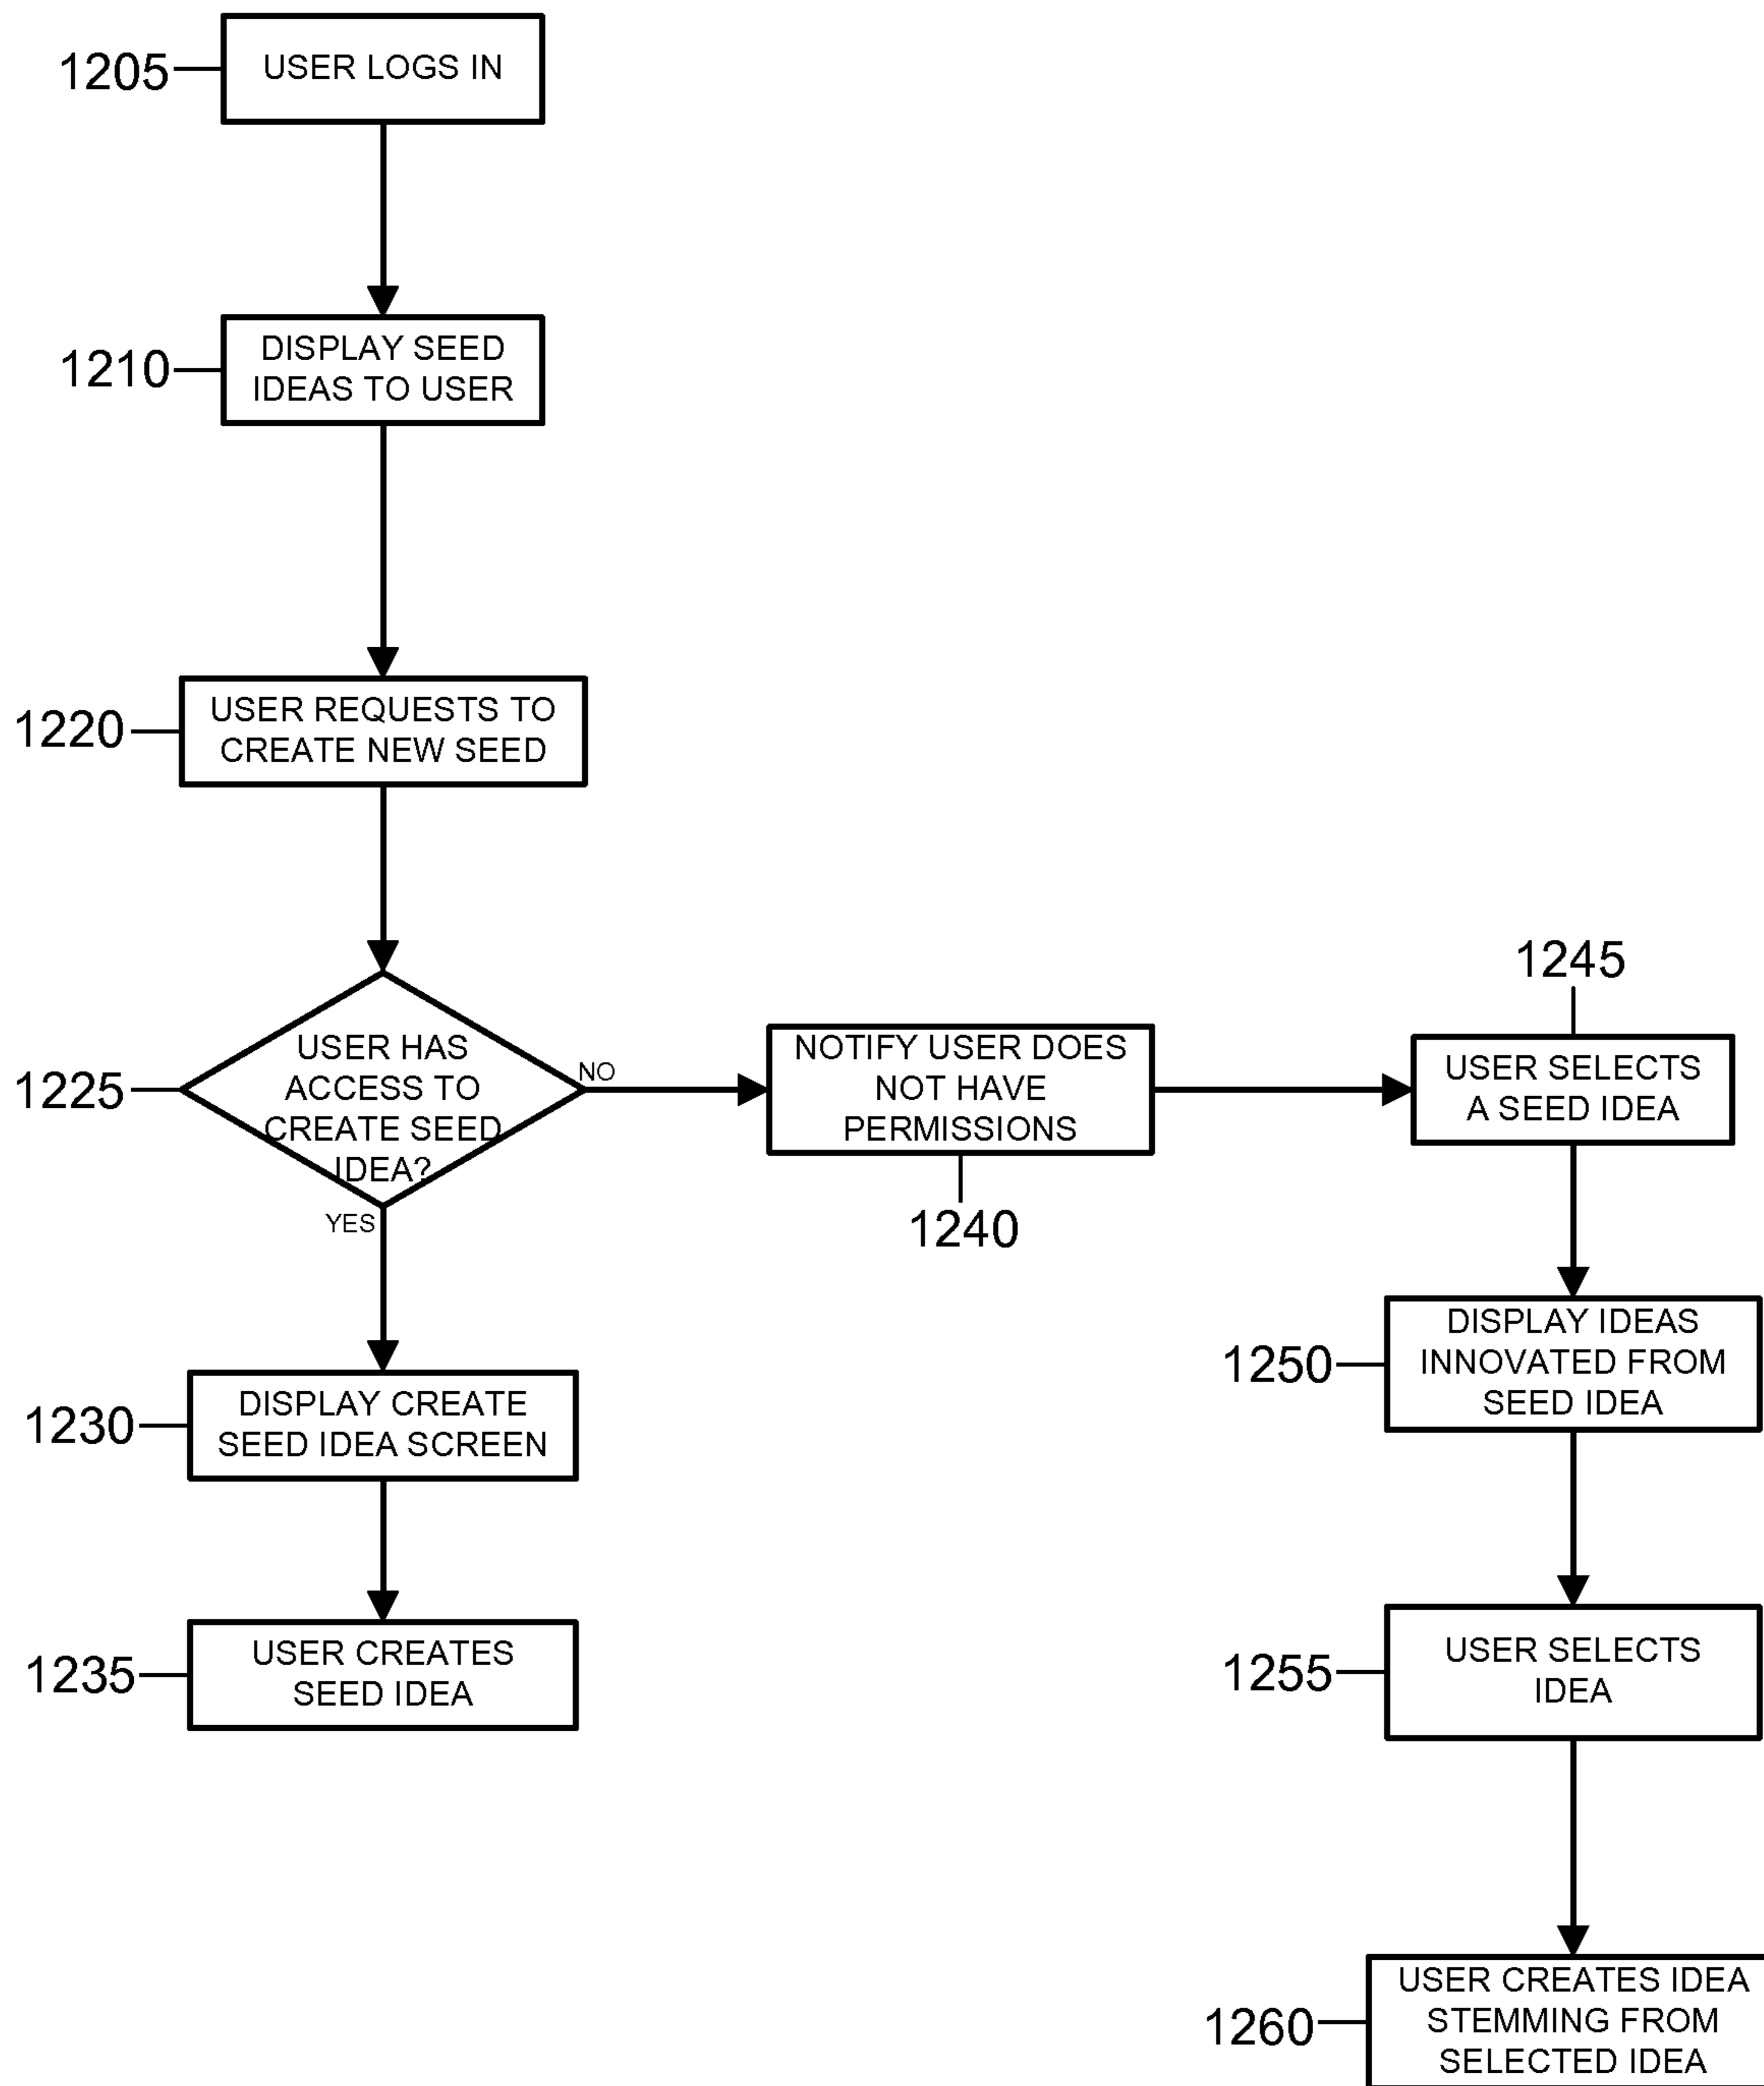 1205
USER LOGS IN
1210
DISPLAY SEED
IDEAS TO USER
1220
USER REQUESTS TO
CREATE NEW SEED
1225
USER HAS
ACCESS TO
CREATE SEED
IDEA?
NO
YES
NOTIFY USER DOES
NOT HAVE
PERMISSIONS
1240
1245
USER SELECTS
A SEED IDEA
1230
DISPLAY CREATE
SEED IDEA SCREEN
1235
USER CREATES
SEED IDEA
1250
DISPLAY IDEAS
INNOVATED FROM
SEED IDEA
1255
USER SELECTS
IDEA
1260
USER CREATES IDEA
STEMMING FROM
SELECTED IDEA